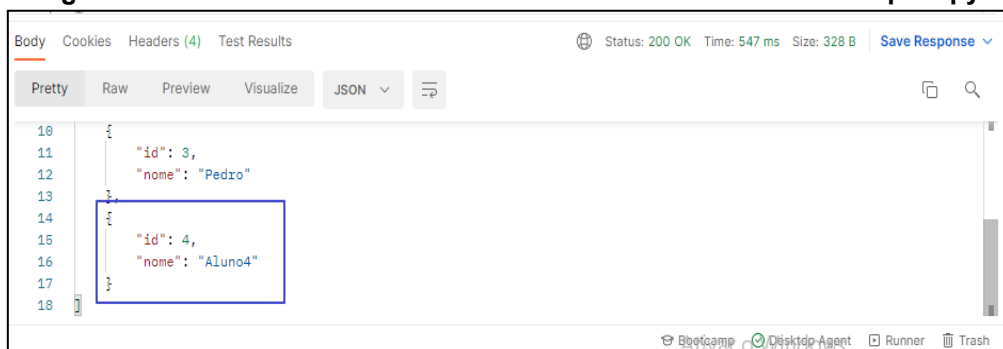 Body Cookies Headers (4) Test Results Status: 200 OK Time: 547 ms Size: 328 B Save Response
Pretty Raw Preview Visualize JSON
10 {
11 "id": 3,
12 "nome": "Pedro"
13 },
14 {
15 "id": 4,
16 "nome": "Aluno4"
17 }
18 ]
Bootcamp Desktop Agent Runner Trash